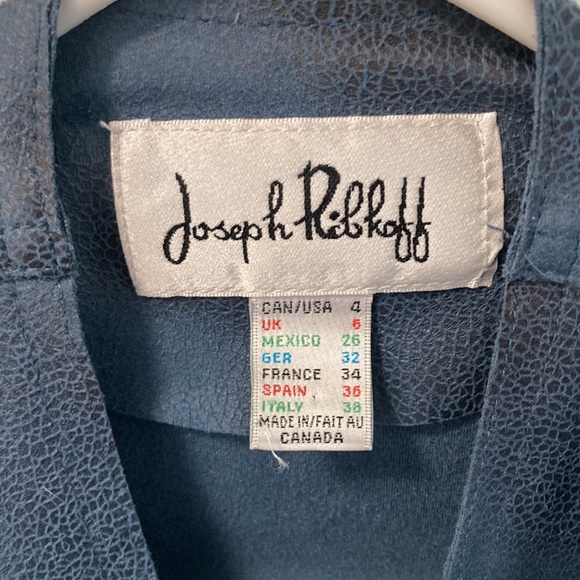 Joseph Ribkoff
CAN/USA 4
UK 6
MEXICO 26
GER 32
FRANCE 34
SPAIN 36
ITALY 38
MADE IN/FAIT AU
CANADA